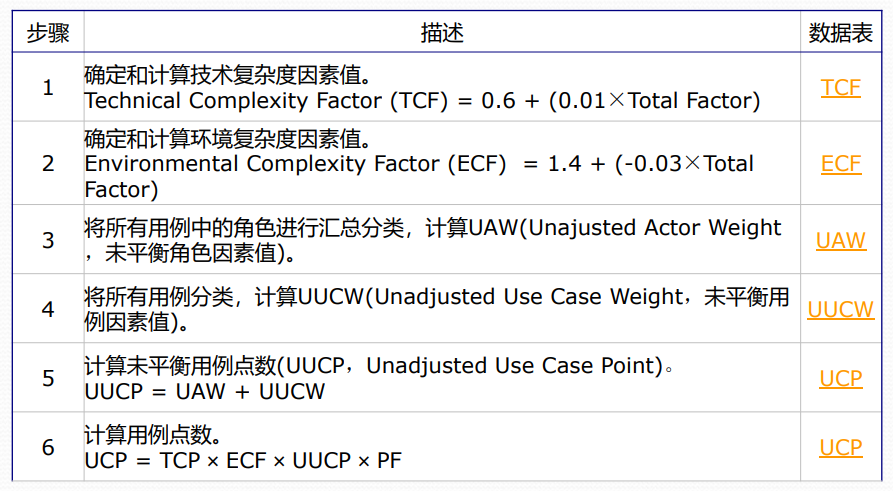 步骤 描述 数据表
1 确定和计算技术复杂度因素值。
Technical Complexity Factor (TCF) = 0.6 + (0.01×Total Factor) TCF
2 确定和计算环境复杂度因素值。
Environmental Complexity Factor (ECF) = 1.4 + (-0.03×Total
Factor) ECF
3 将所有用例中的角色进行汇总分类，计算UAW(Unajusted Actor Weight
，未平衡角色因素值)。 UAW
4 将所有用例分类，计算UUCW(Unadjusted Use Case Weight，未平衡用
例因素值)。 UUCW
5 计算未平衡用例点数(UUCP，Unadjusted Use Case Point)。
UUCP = UAW + UUCW UCP
6 计算用例点数。
UCP = TCP × ECF × UUCP × PF UCP